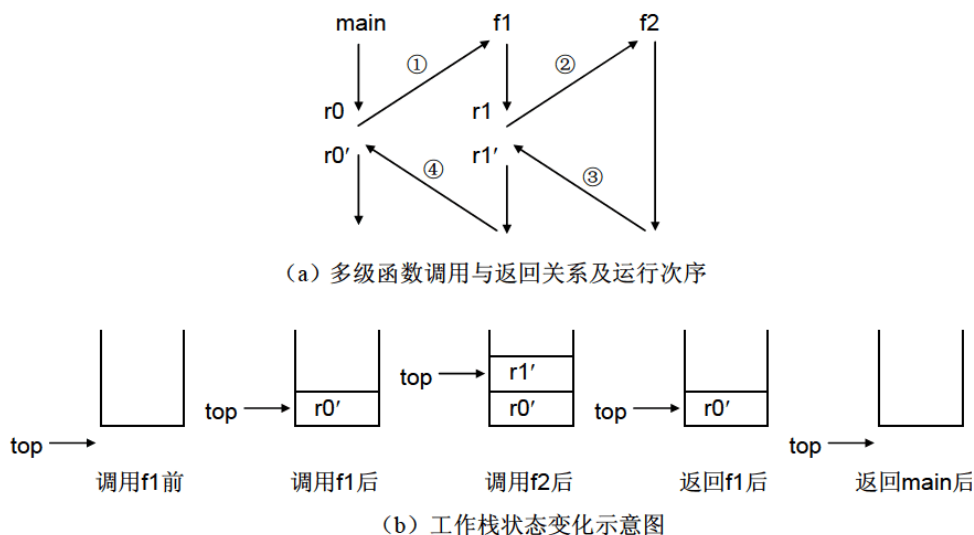 main f1 f2
① ②
r0 r1
r0′ r1′
④ ③
（a）多级函数调用与返回关系及运行次序
top r1′
top r0′ r0′ top r0′
top top
调用f1前 调用f1后 调用f2后 返回f1后 返回main后
（b）工作栈状态变化示意图